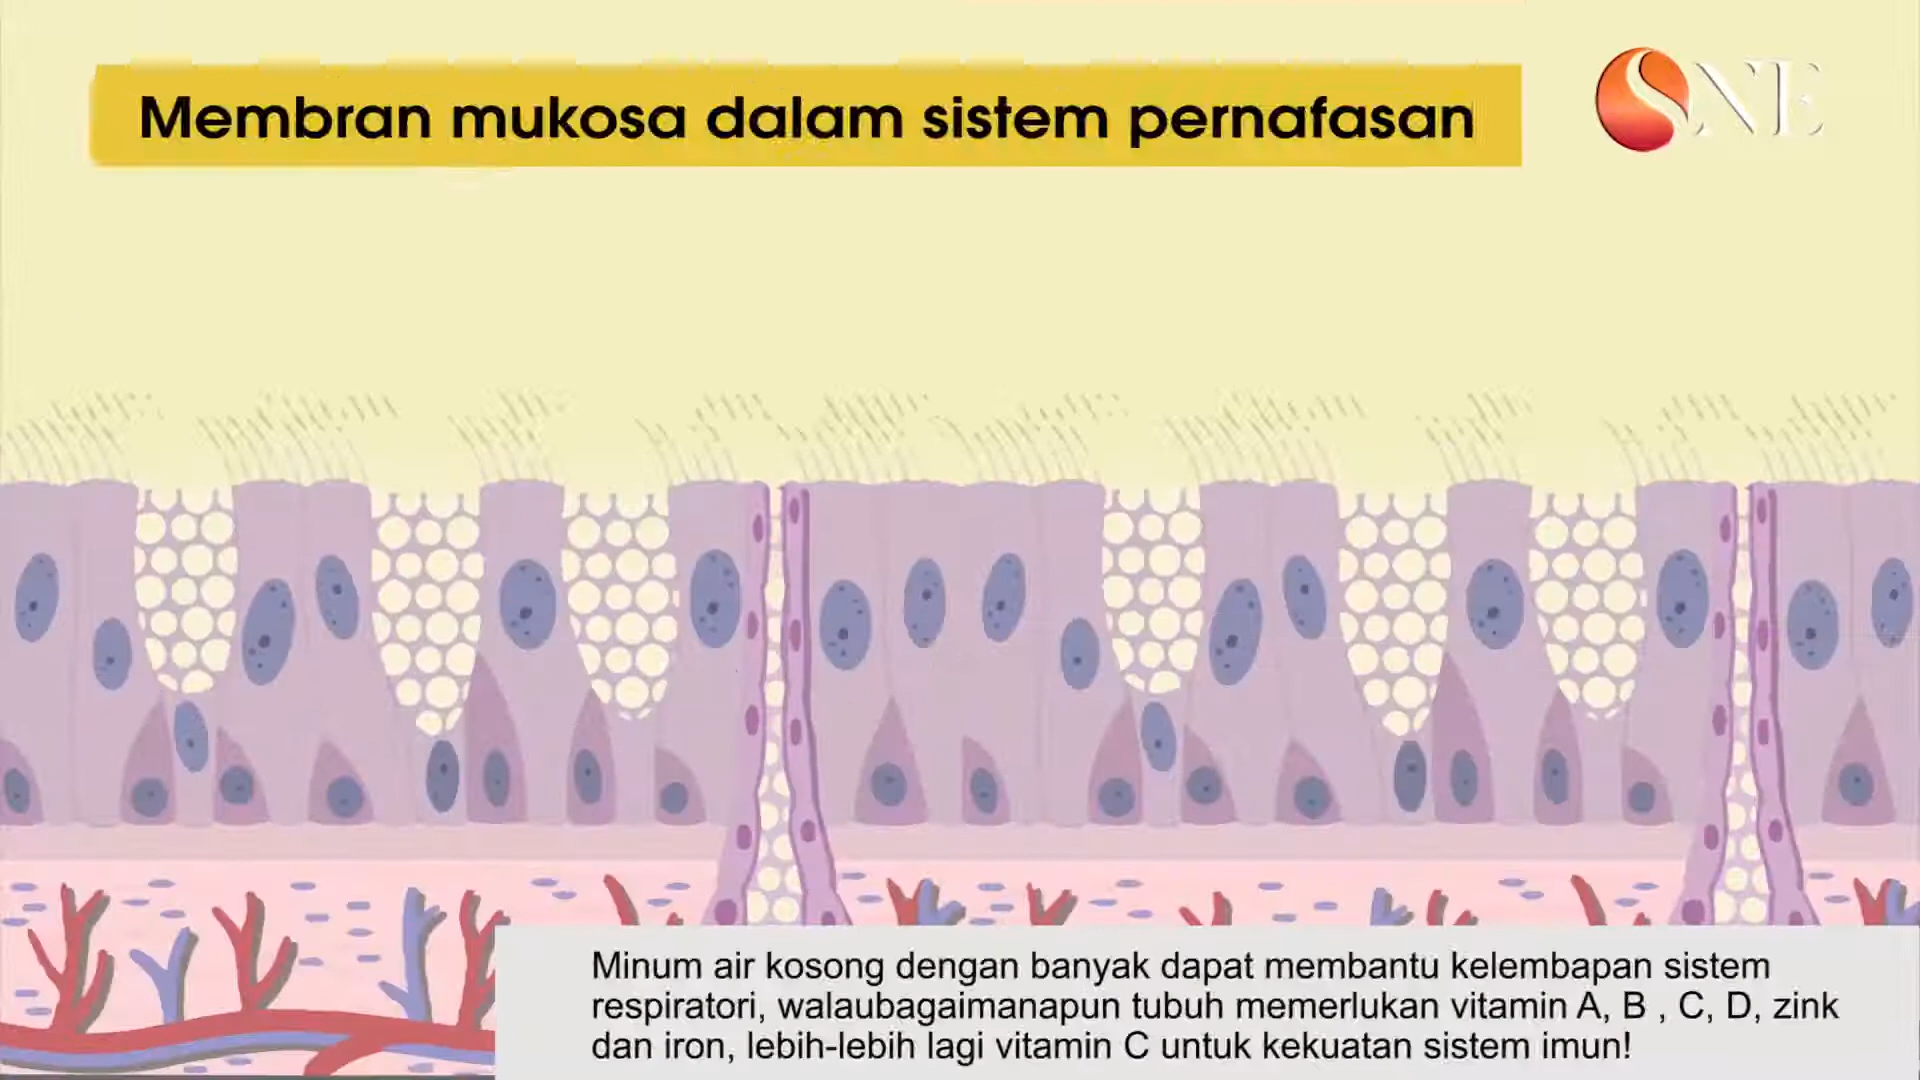 Membran mukosa dalam sistem pernafasan
ONE
Minum air kosong dengan banyak dapat membantu kelembapan sistem
respiratori, walaubagaimanapun tubuh memerlukan vitamin A, B , C, D, zink
dan iron, lebih-lebih lagi vitamin C untuk kekuatan sistem imun!